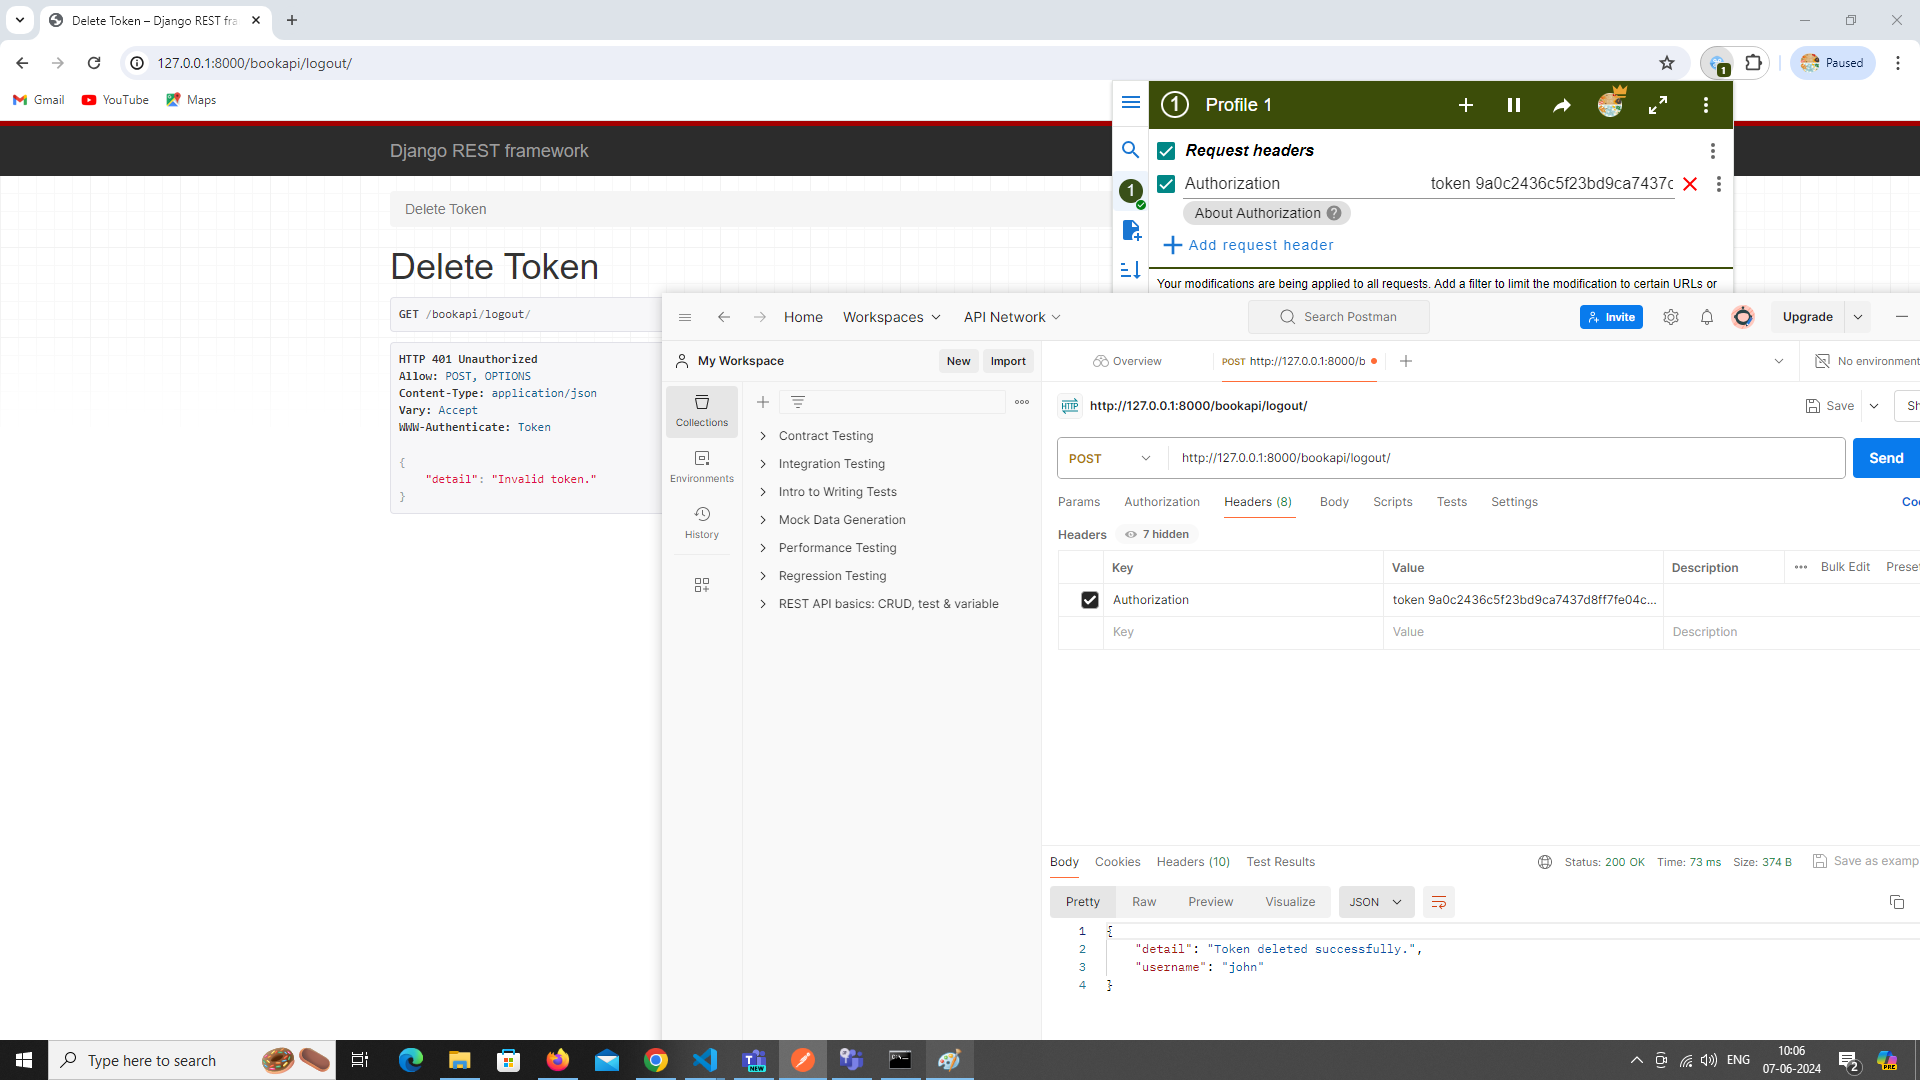 Delete Token – Django REST fra
127.0.0.1:8000/bookapi/logout/
1
Paused
Gmail YouTube Maps
1 Profile 1
Django REST framework
Request headers
Delete Token
1
Authorization token 9a0c2436c5f23bd9ca7437c
About Authorization ?
Add request header
Delete Token
Your modifications are being applied to all requests. Add a filter to limit the modification to certain URLs or
GET /bookapi/logout/
HTTP 401 Unauthorized
Allow: POST, OPTIONS
Content-Type: application/json
Vary: Accept
WWW-Authenticate: Token
{
"detail": "Invalid token."
}
Home Workspaces API Network Search Postman Invite Upgrade
My Workspace New Import Overview POST http://127.0.0.1:8000/b No environment
Collections
Environments
History
Contract Testing
Integration Testing
Intro to Writing Tests
Mock Data Generation
Performance Testing
Regression Testing
REST API basics: CRUD, test & variable
HTTP http://127.0.0.1:8000/bookapi/logout/ Save Sh
POST http://127.0.0.1:8000/bookapi/logout/ Send
Params Authorization Headers (8) Body Scripts Tests Settings Coo
Headers 7 hidden
Key Value Description Bulk Edit Preset
Authorization token 9a0c2436c5f23bd9ca7437d8ff7fe04c...
Key Value Description
Body Cookies Headers (10) Test Results Status: 200 OK Time: 73 ms Size: 374 B Save as examp
Pretty Raw Preview Visualize JSON
1 {
2 "detail": "Token deleted successfully.",
3 "username": "john"
4 }
Type here to search
NEW
ENG
10:06
07-06-2024
2
PRE